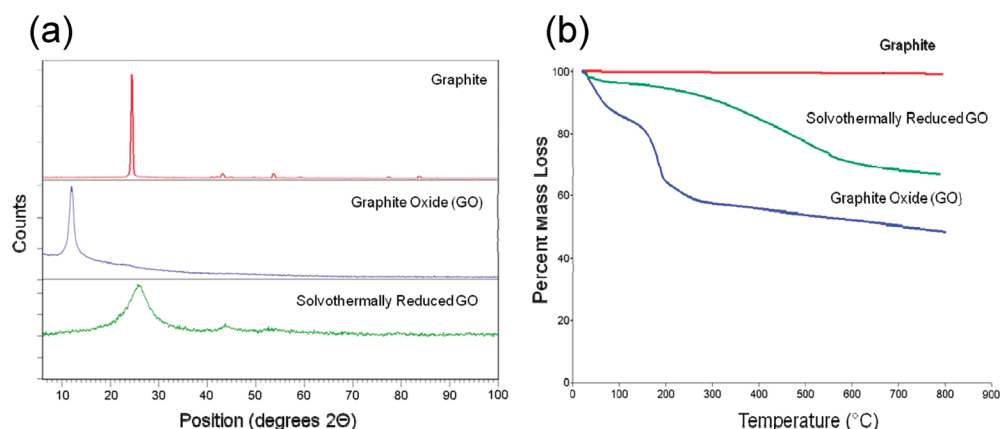 (a)
Graphite
Graphite Oxide (GO)
Solvothermally Reduced GO
Counts
10 20 30 40 50 60 70 80 90 100
Position (degrees 2Θ)
(b)
Graphite
Solvothermally Reduced GO
Graphite Oxide (GO)
Percent Mass Loss
100
80
60
40
20
0
0 100 200 300 400 500 600 700 800 900
Temperature (°C)